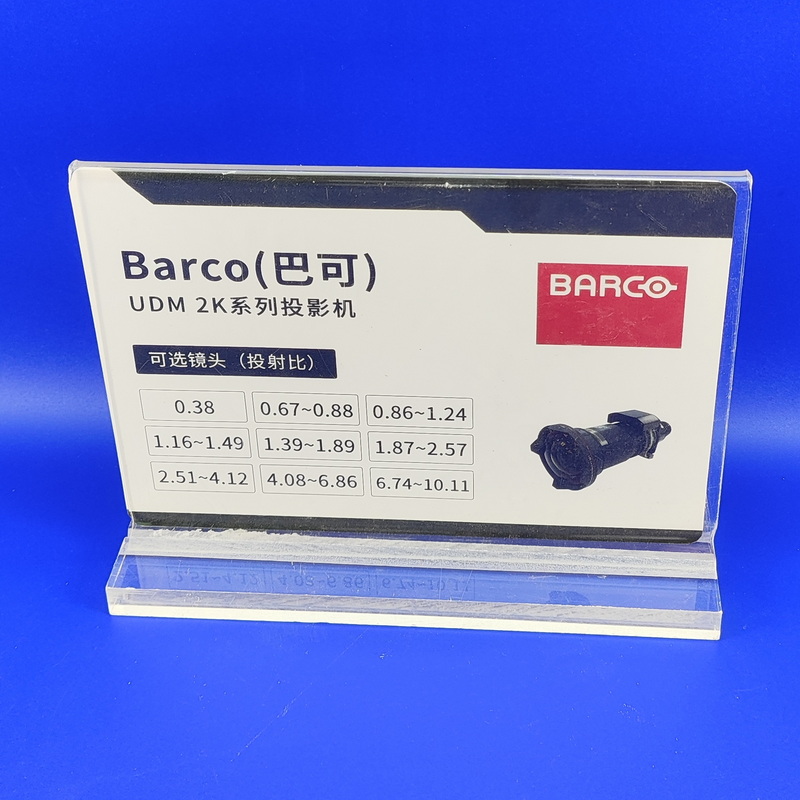 Barco(巴可)
UDM 2K系列投影机
BARCO
可选镜头（投射比）
0.38 0.67~0.88 0.86~1.24
1.16~1.49 1.39~1.89 1.87~2.57
2.51~4.12 4.08~6.86 6.74~10.11